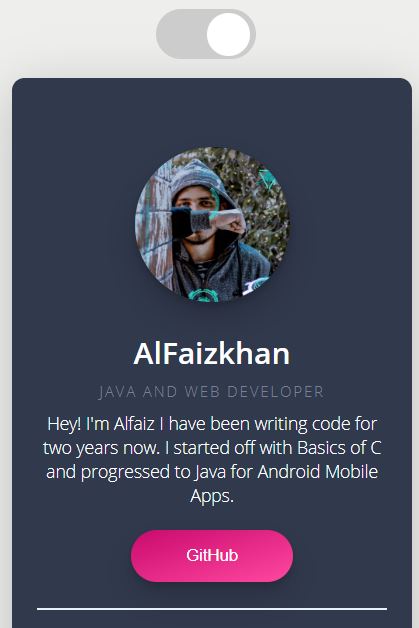 AlFaizkhan
JAVA AND WEB DEVELOPER
Hey! I'm Alfaiz I have been writing code for
two years now. I started off with Basics of C
and progressed to Java for Android Mobile
Apps.
GitHub